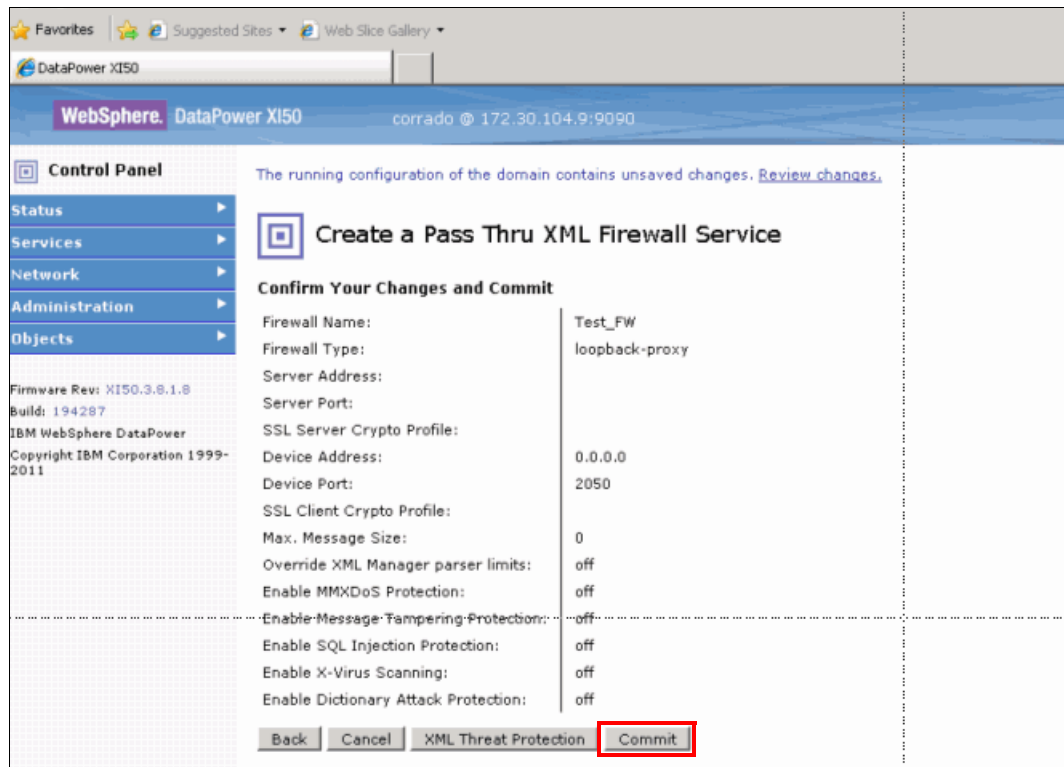 Favorites Suggested Sites Web Slice Gallery
DataPower XI50
WebSphere. DataPower XI50 corrado @ 172.30.104.9:9090
Control Panel
The running configuration of the domain contains unsaved changes. Review changes.
Status
Services
Network
Administration
Objects
Firmware Rev: XI50.3.8.1.8
Build: 194287
IBM WebSphere DataPower
Copyright IBM Corporation 1999-
2011
Create a Pass Thru XML Firewall Service
Confirm Your Changes and Commit
Firewall Name: Test_FW
Firewall Type: loopback-proxy
Server Address:
Server Port:
SSL Server Crypto Profile:
Device Address: 0.0.0.0
Device Port: 2050
SSL Client Crypto Profile:
Max. Message Size: 0
Override XML Manager parser limits: off
Enable MMXDoS Protection: off
Enable Message Tampering Protection: off
Enable SQL Injection Protection: off
Enable X-Virus Scanning: off
Enable Dictionary Attack Protection: off
Back Cancel XML Threat Protection Commit